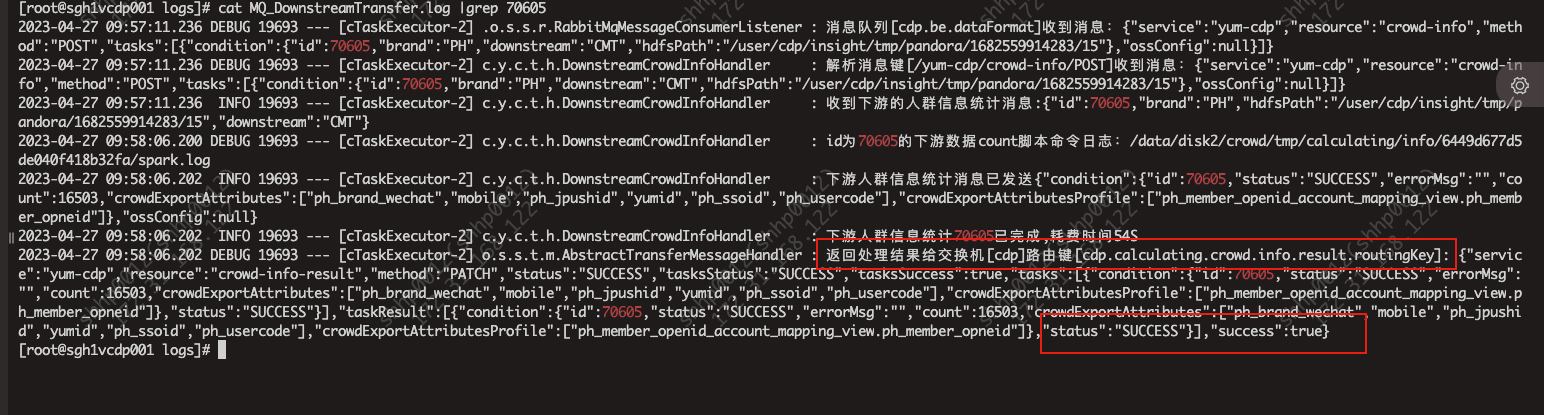 [root@sgh1vcdp001 logs]# cat MQ_DownstreamTransfer.log |grep 70605
2023-04-27 09:57:11.236 DEBUG 19693 --- [cTaskExecutor-2] .o.s.s.r.RabbitMqMessageConsumerListener : 消息队列[cdp.be.dataFormat]收到消息：{"service":"yum-cdp","resource":"crowd-info","met
hod":"POST","tasks":[{"condition":{"id":70605,"brand":"PH","downstream":"CMT","hdfsPath":"/user/cdp/insight/tmp/pandora/1682559914283/15"},"ossConfig":null}]}
2023-04-27 09:57:11.236 DEBUG 19693 --- [cTaskExecutor-2] c.y.c.t.h.DownstreamCrowdInfoHandler : 解析消息键[/yum-cdp/crowd-info/POST]收到消息：{"service":"yum-cdp","resource":"crowd-in
fo","method":"POST","tasks":[{"condition":{"id":70605,"brand":"PH","downstream":"CMT","hdfsPath":"/user/cdp/insight/tmp/pandora/1682559914283/15"},"ossConfig":null}]}
2023-04-27 09:57:11.236 INFO 19693 --- [cTaskExecutor-2] c.y.c.t.h.DownstreamCrowdInfoHandler : 收到下游的人群信息统计消息:{"id":70605,"brand":"PH","hdfsPath":"/user/cdp/insight/tmp/p
andora/1682559914283/15","downstream":"CMT"}
2023-04-27 09:58:06.200 DEBUG 19693 --- [cTaskExecutor-2] c.y.c.t.h.DownstreamCrowdInfoHandler : id为70605的下游数据count脚本命令日志：/data/disk2/crowd/tmp/calculating/info/6449d677d5
de040f418b32fa/spark.log
2023-04-27 09:58:06.202 INFO 19693 --- [cTaskExecutor-2] c.y.c.t.h.DownstreamCrowdInfoHandler : 下游人群信息统计消息已发送{"condition":{"id":70605,"status":"SUCCESS","errorMsg":"","co
unt":16503,"crowdExportAttributes":["ph_brand_wechat","mobile","ph_jpushid","yumid","ph_ssoid","ph_usercode"],"crowdExportAttributesProfile":["ph_member_openid_account_mapping_view.ph_memb
er_opneid"]},"ossConfig":null}
2023-04-27 09:58:06.202 INFO 19693 --- [cTaskExecutor-2] c.y.c.t.h.DownstreamCrowdInfoHandler : 下游人群信息统计70605已完成,耗费时间54S
2023-04-27 09:58:06.202 DEBUG 19693 --- [cTaskExecutor-2] o.s.s.t.m.AbstractTransferMessageHandler : 返回处理结果给交换机[cdp]路由键[cdp.calculating.crowd.info.result.routingKey]: {"servic
e":"yum-cdp","resource":"crowd-info-result","method":"PATCH","status":"SUCCESS","tasksStatus":"SUCCESS","tasksSuccess":true,"tasks":[{"condition":{"id":70605,"status":"SUCCESS","errorMsg":
"","count":16503,"crowdExportAttributes":["ph_brand_wechat","mobile","ph_jpushid","yumid","ph_ssoid","ph_usercode"],"crowdExportAttributesProfile":["ph_member_openid_account_mapping_view.p
h_member_opneid"]},"status":"SUCCESS"}],"taskResult":[{"condition":{"id":70605,"status":"SUCCESS","errorMsg":"","count":16503,"crowdExportAttributes":["ph_brand_wechat","mobile","ph_jpushi
d","yumid","ph_ssoid","ph_usercode"],"crowdExportAttributesProfile":["ph_member_openid_account_mapping_view.ph_member_opneid"]},"status":"SUCCESS"}],"success":true}
[root@sgh1vcdp001 logs]#